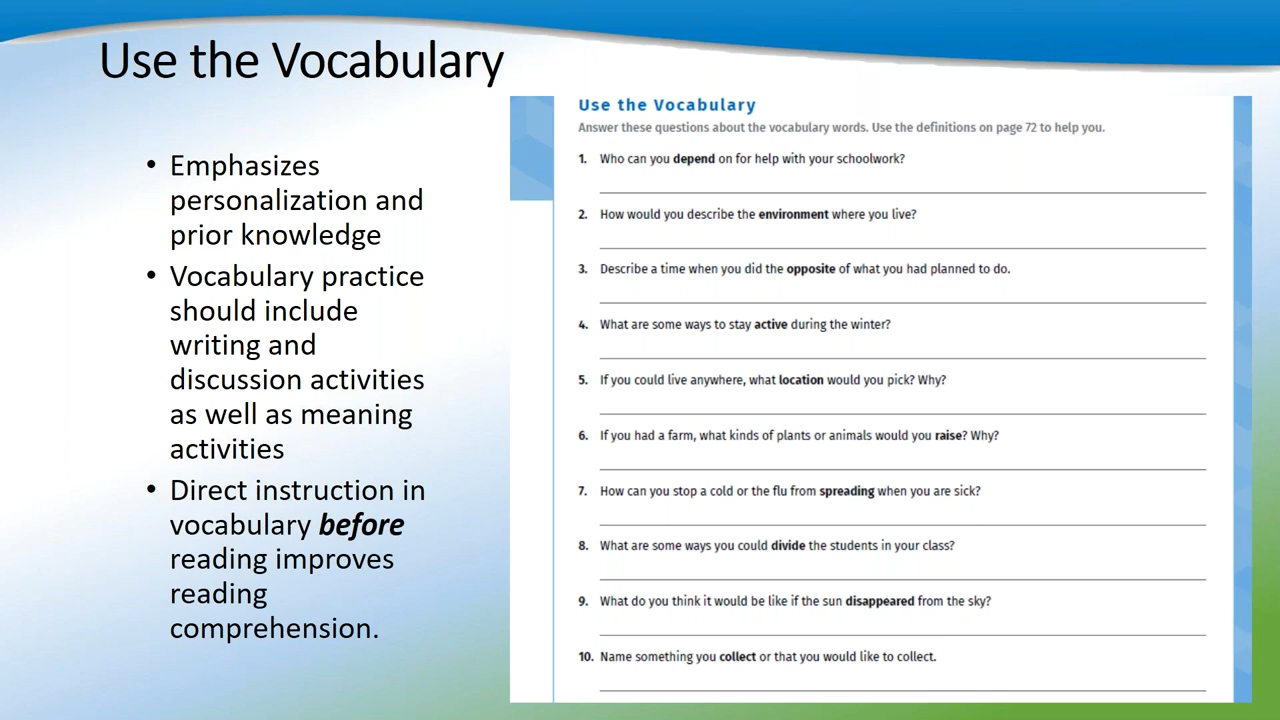 Use the Vocabulary
• Emphasizes
personalization and
prior knowledge
• Vocabulary practice
should include
writing and
discussion activities
as well as meaning
activities
• Direct instruction in
vocabulary before
reading improves
reading
comprehension.
Use the Vocabulary
Answer these questions about the vocabulary words. Use the definitions on page 72 to help you.
1. Who can you depend on for help with your schoolwork?
2. How would you describe the environment where you live?
3. Describe a time when you did the opposite of what you had planned to do.
4. What are some ways to stay active during the winter?
5. If you could live anywhere, what location would you pick? Why?
6. If you had a farm, what kinds of plants or animals would you raise? Why?
7. How can you stop a cold or the flu from spreading when you are sick?
8. What are some ways you could divide the students in your class?
9. What do you think it would be like if the sun disappeared from the sky?
10. Name something you collect or that you would like to collect.